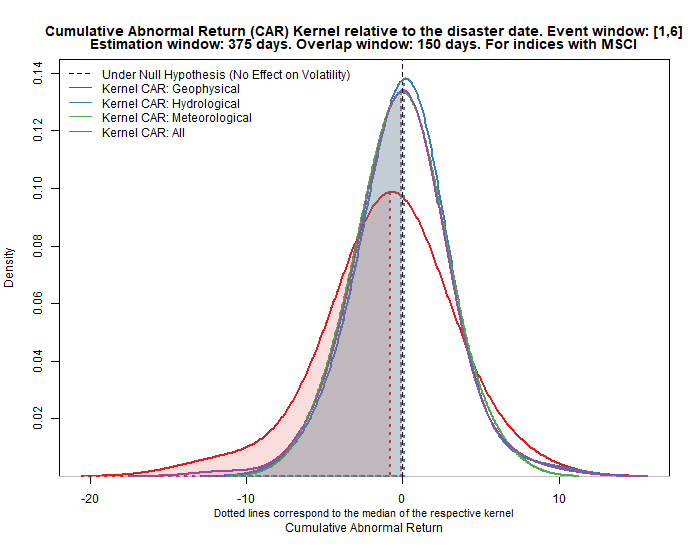 Cumulative Abnormal Return (CAR) Kernel relative to the disaster date. Event window: [1,6]
Estimation window: 375 days. Overlap window: 150 days. For indices with MSCI
Under Null Hypothesis (No Effect on Volatility)
Kernel CAR: Geophysical
Kernel CAR: Hydrological
Kernel CAR: Meteorological
Kernel CAR: All
Density
0.14
0.12
0.10
0.08
0.06
0.04
0.02
-20 -10 0 10
Dotted lines correspond to the median of the respective kernel
Cumulative Abnormal Return